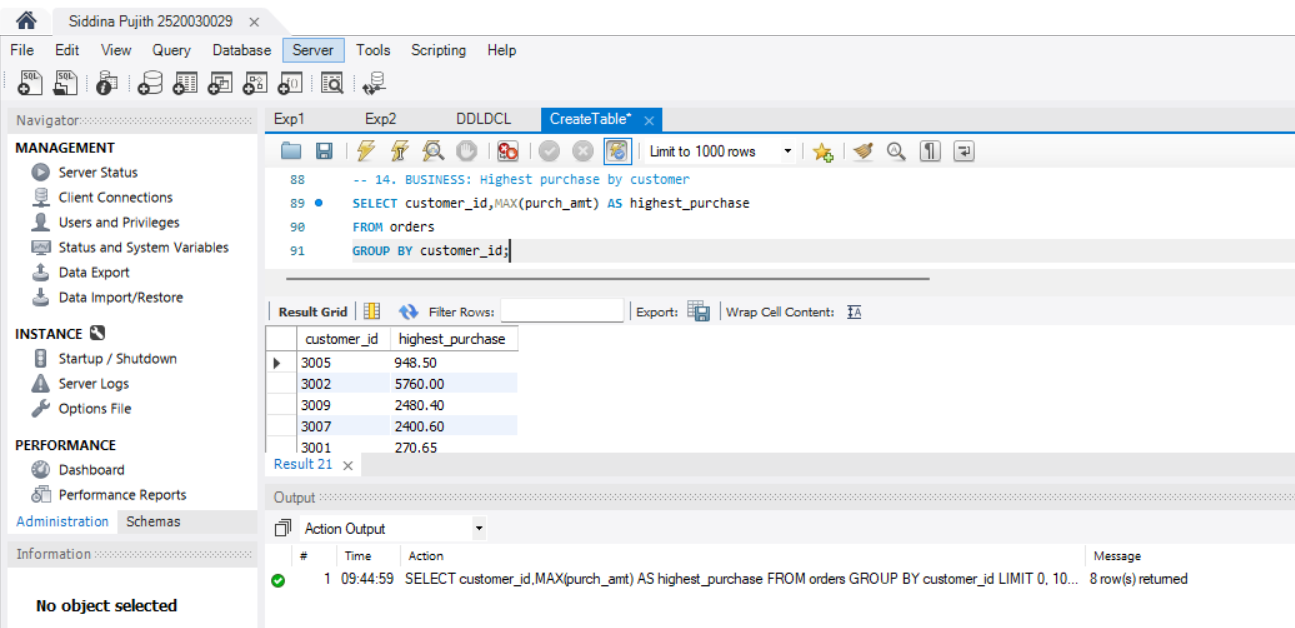 Siddina Pujith 2520030029 ×
File Edit View Query Database Server Tools Scripting Help
Navigator
MANAGEMENT
Server Status
Client Connections
Users and Privileges
Status and System Variables
Data Export
Data Import/Restore
INSTANCE
Startup / Shutdown
Server Logs
Options File
PERFORMANCE
Dashboard
Performance Reports
Administration Schemas
Information
No object selected
Exp1 Exp2 DDLDCL CreateTable* ×
Limit to 1000 rows
88 -- 14. BUSINESS: Highest purchase by customer
89 SELECT customer_id,MAX(purch_amt) AS highest_purchase
90 FROM orders
91 GROUP BY customer_id;
Result Grid Filter Rows: Export: Wrap Cell Content: IA
customer_id highest_purchase
3005 948.50
3002 5760.00
3009 2480.40
3007 2400.60
3001 270.65
Result 21 ×
Output
Action Output
# Time Action Message
1 09:44:59 SELECT customer_id,MAX(purch_amt) AS highest_purchase FROM orders GROUP BY customer_id LIMIT 0, 10... 8 row(s) returned